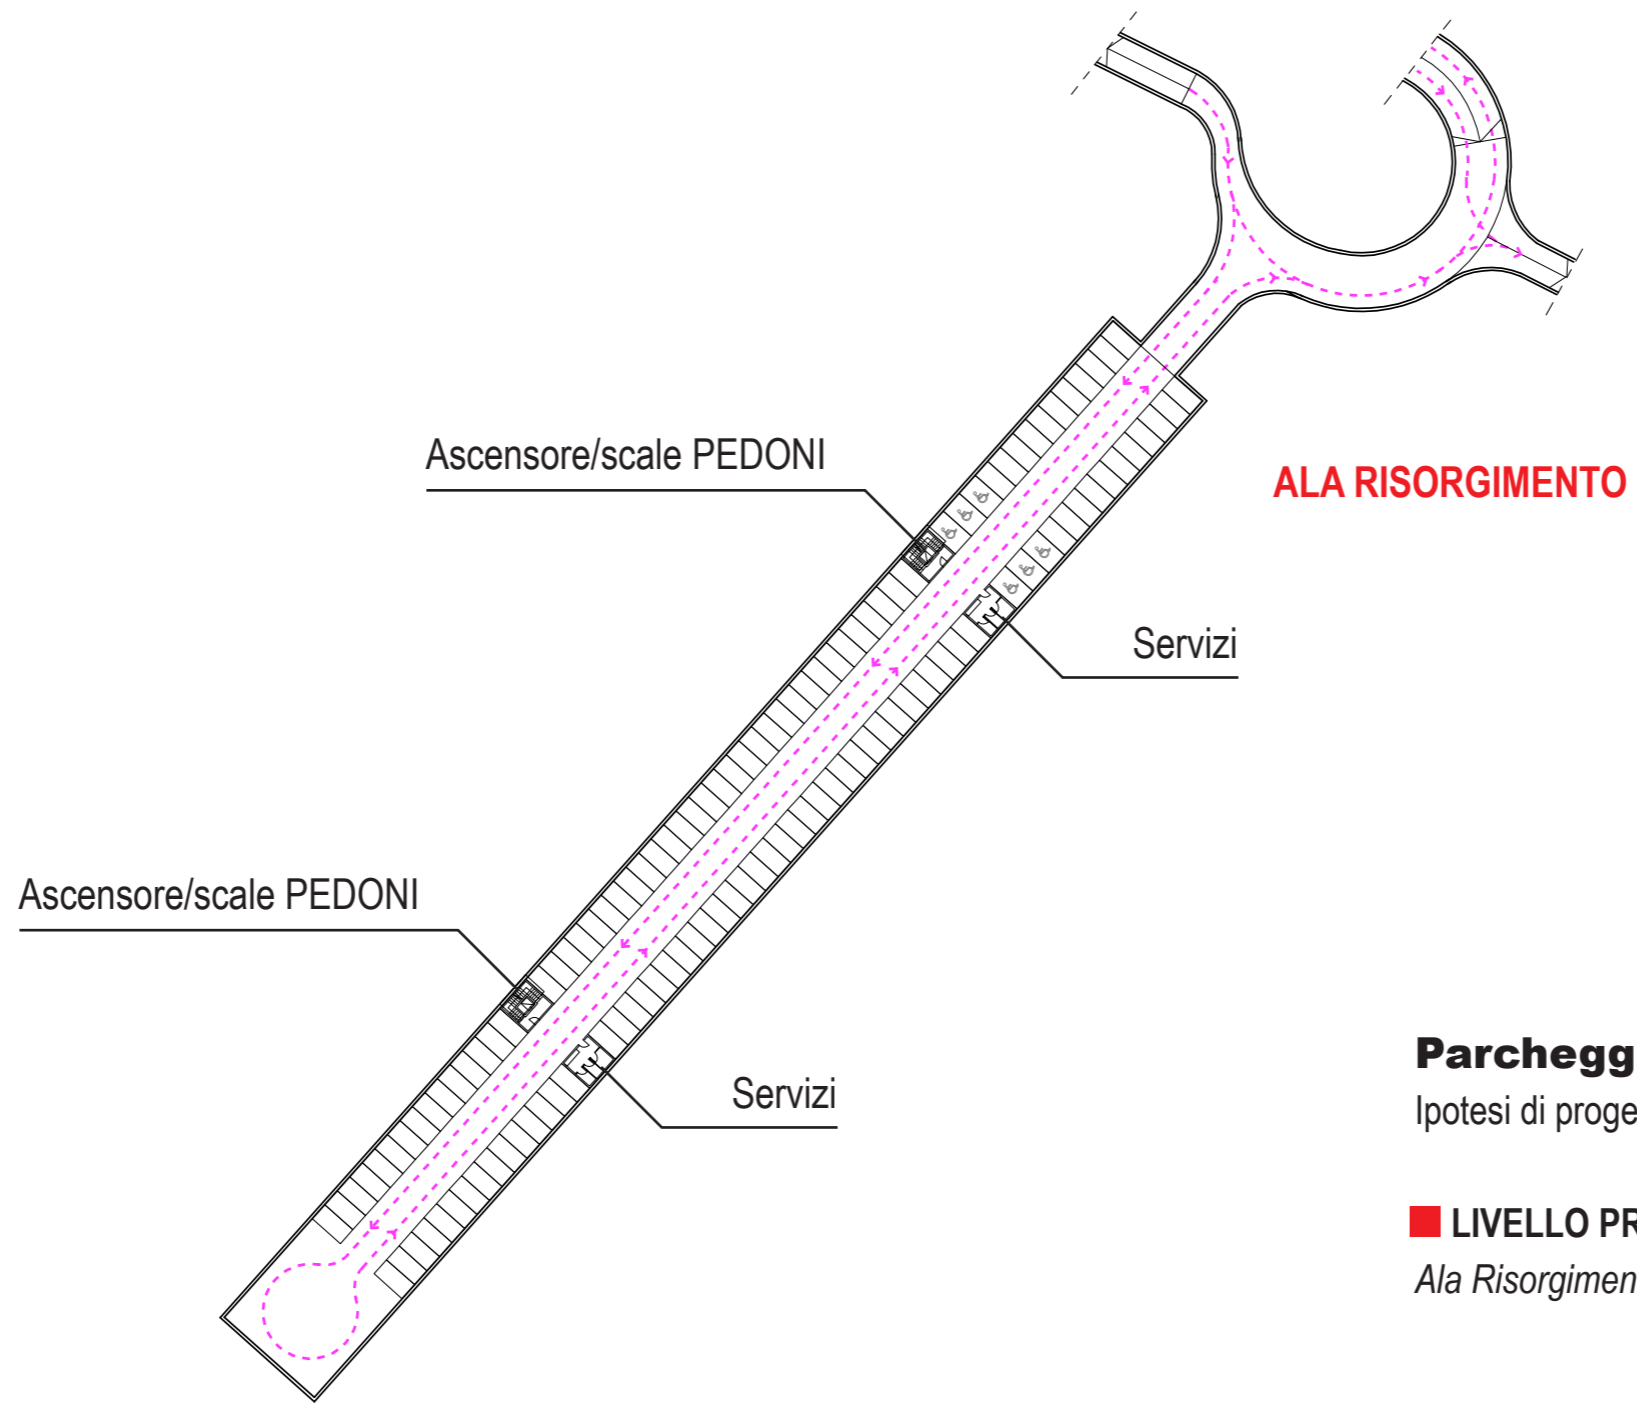 Ascensore/scale PEDONI
ALA RISORGIMENTO
Servizi
Ascensore/scale PEDONI
Servizi
Parchegg
Ipotesi di proge
LIVELLO PR
Ala Risorgimen